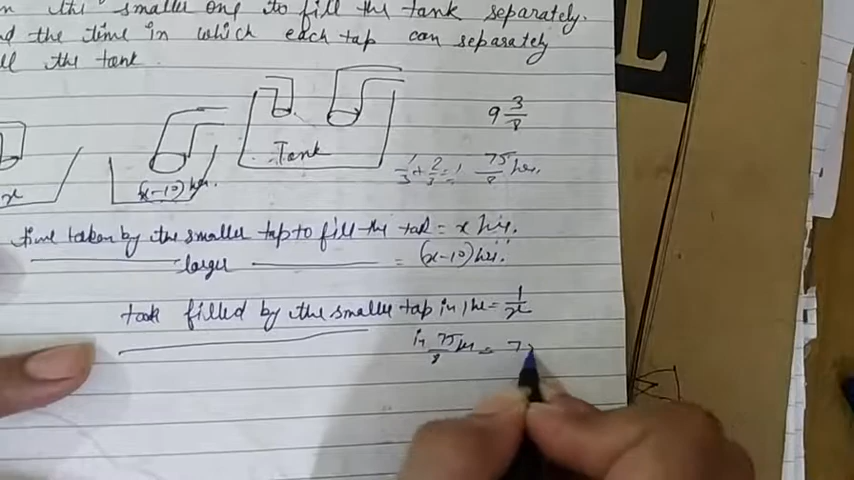 the smaller one to fill the tank separately.
d the time in which each tap can separately
ll the tank
9 3/8
Tank
1/3 + 2/3 = 1 75/8 hrs.
x (x-10) hr.
time taken by the smaller tap to fill the tank = x hrs.
larger = (x-10) hrs.
tank filled by the smaller tap in 1 hr = 1/x
in 75/8 hr = 7